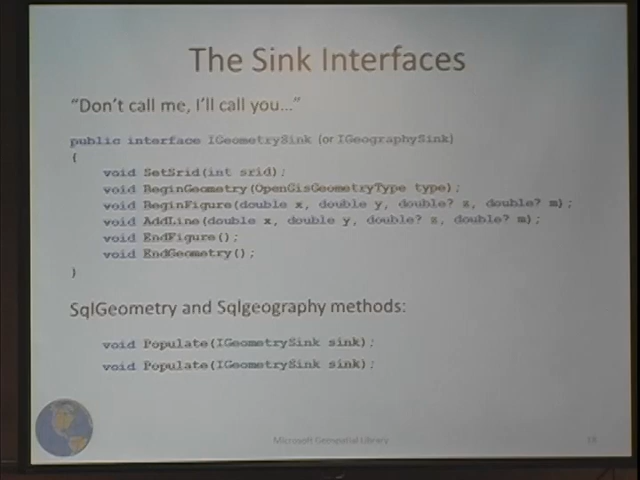 The Sink Interfaces
“Don’t call me, I’ll call you…”
public interface IGeometrySink (or IGeographySink)
{
void SetSrid(int srid);
void BeginGeometry(OpenGisGeometryType type);
void BeginFigure(double x, double y, double? z, double? m);
void AddLine(double x, double y, double? z, double? m);
void EndFigure();
void EndGeometry();
}
SqlGeometry and Sqlgeography methods:
void Populate(IGeometrySink sink);
void Populate(IGeometrySink sink);
Microsoft Geospatial Library